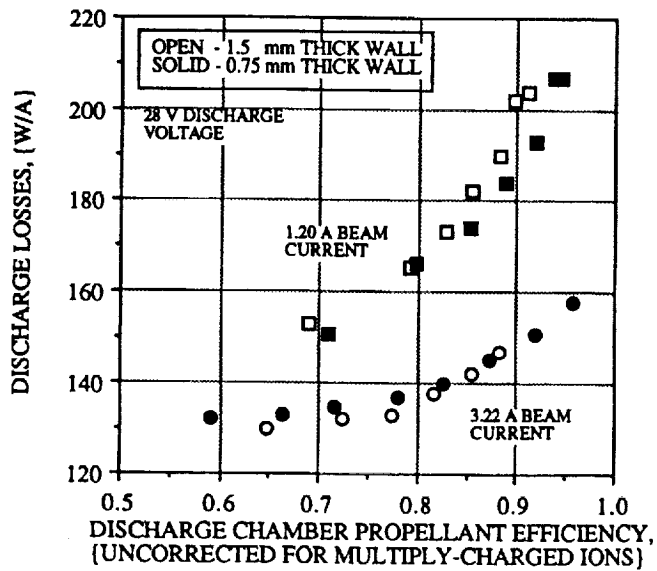 220
200
180
160
140
120
DISCHARGE LOSSES, {W/A}
OPEN - 1.5 mm THICK WALL
SOLID - 0.75 mm THICK WALL
28 V DISCHARGE
VOLTAGE
1.20 A BEAM
CURRENT
3.22 A BEAM
CURRENT
0.5 0.6 0.7 0.8 0.9 1.0
DISCHARGE CHAMBER PROPELLANT EFFICIENCY,
{UNCORRECTED FOR MULTIPLY-CHARGED IONS}